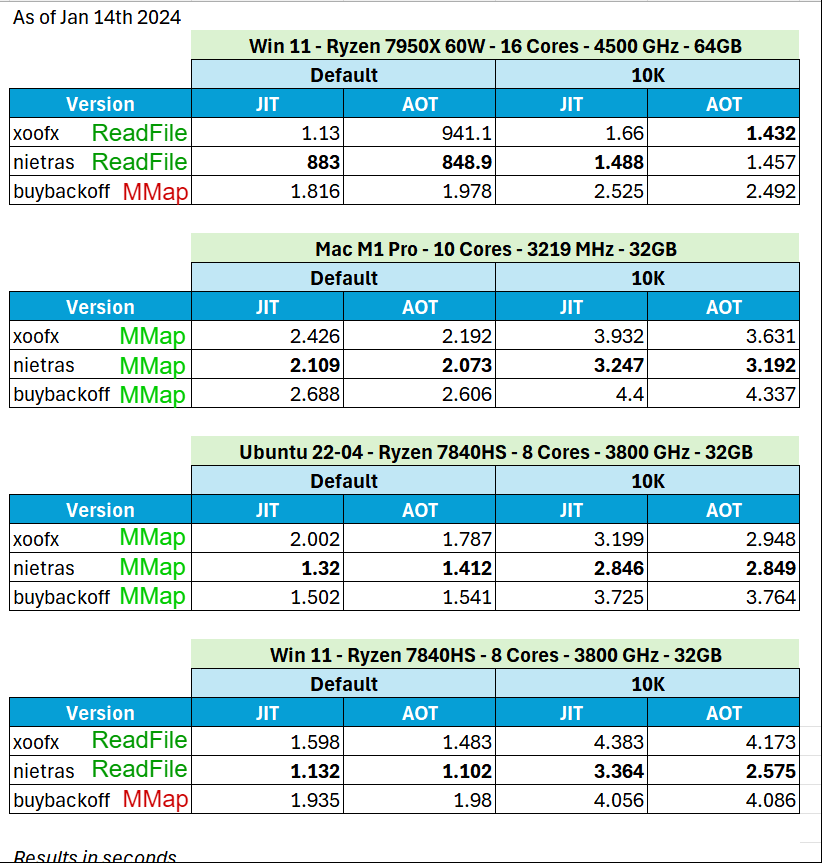 As of Jan 14th 2024
Win 11 - Ryzen 7950X 60W - 16 Cores - 4500 GHz - 64GB
Default 10K
Version JIT AOT JIT AOT
xoofx ReadFile 1.13 941.1 1.66 1.432
nietras ReadFile 883 848.9 1.488 1.457
buybackoff MMap 1.816 1.978 2.525 2.492
Mac M1 Pro - 10 Cores - 3219 MHz - 32GB
Default 10K
Version JIT AOT JIT AOT
xoofx MMap 2.426 2.192 3.932 3.631
nietras MMap 2.109 2.073 3.247 3.192
buybackoff MMap 2.688 2.606 4.4 4.337
Ubuntu 22-04 - Ryzen 7840HS - 8 Cores - 3800 GHz - 32GB
Default 10K
Version JIT AOT JIT AOT
xoofx MMap 2.002 1.787 3.199 2.948
nietras MMap 1.32 1.412 2.846 2.849
buybackoff MMap 1.502 1.541 3.725 3.764
Win 11 - Ryzen 7840HS - 8 Cores - 3800 GHz - 32GB
Default 10K
Version JIT AOT JIT AOT
xoofx ReadFile 1.598 1.483 4.383 4.173
nietras ReadFile 1.132 1.102 3.364 2.575
buybackoff MMap 1.935 1.98 4.056 4.086
Results in seconds